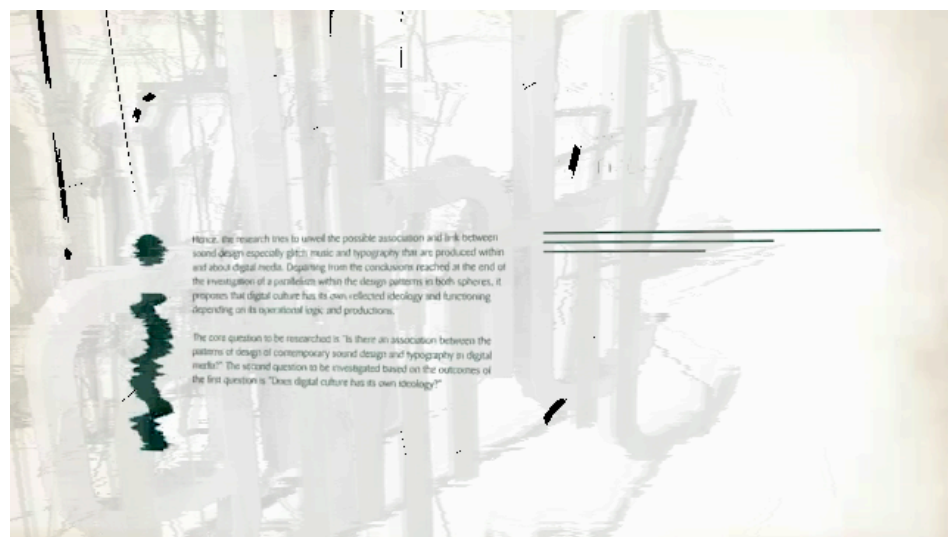 i
Hence, the research tries to unveil the possible association and link between
sound design especially glitch music and typography that are produced within
and about digital media. Departing from the conclusions reached at the end of
the investigation of a parallelism within the design patterns in both spheres, it
proposes that digital culture has its own reflected ideology and functioning
depending on its operational logic and productions.
The core question to be researched is "Is there an association between the
patterns of design of contemporary sound design and typography in digital
media?" The second question to be investigated based on the outcomes of
the first question is "Does digital culture has its own ideology?"